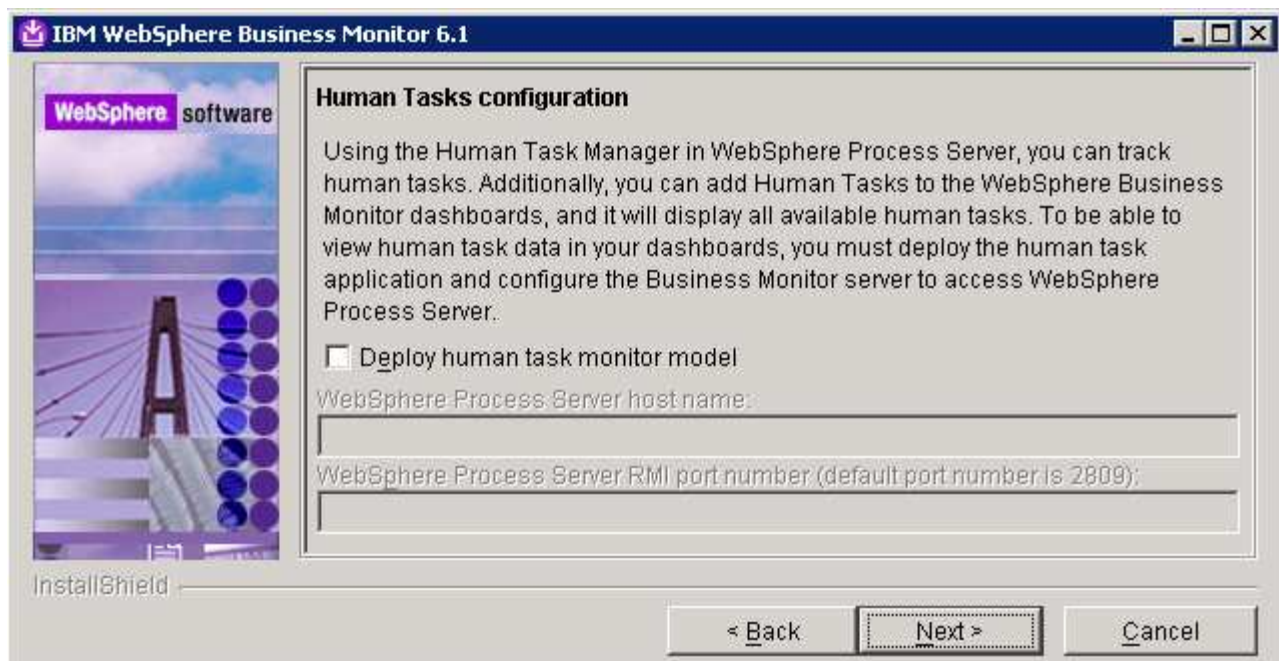 IBM WebSphere Business Monitor 6.1
WebSphere software
Human Tasks configuration
Using the Human Task Manager in WebSphere Process Server, you can track
human tasks. Additionally, you can add Human Tasks to the WebSphere Business
Monitor dashboards, and it will display all available human tasks. To be able to
view human task data in your dashboards, you must deploy the human task
application and configure the Business Monitor server to access WebSphere
Process Server.
Deploy human task monitor model
WebSphere Process Server host name:
WebSphere Process Server RMI port number (default port number is 2809):
InstallShield
< Back Next > Cancel